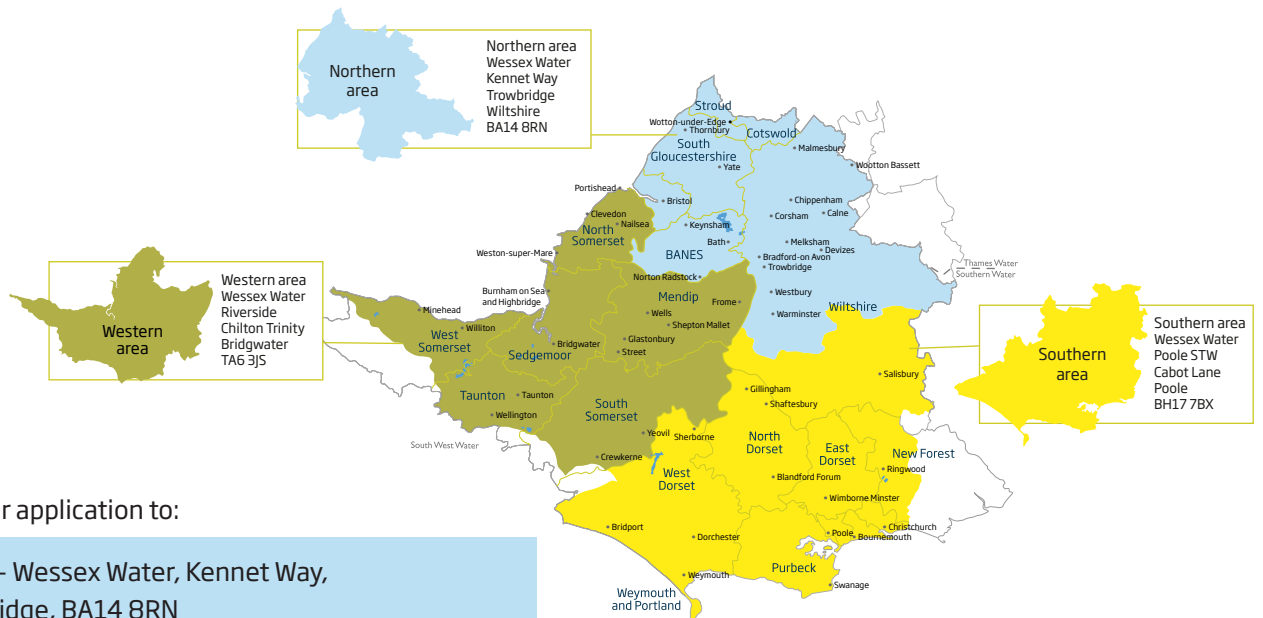 Northern
area
Northern area
Wessex Water
Kennet Way
Trowbridge
Wiltshire
BA14 8RN
Stroud
Wotton-under-Edge
Thornbury
Cotswold
South
Gloucestershire
Malmesbury
Yate
Wootton Bassett
Portishead
Bristol
Chippenham
Clevedon
Nailsea
Corsham
Calne
North
Somerset
Keynsham
Bath
Melksham
Devizes
Weston-super-Mare
BANES
Bradford-on Avon
Trowbridge
Thames Water
Southern Water
Norton Radstock
Burnham on Sea
and Highbridge
Mendip
Frome
Westbury
Wiltshire
Western
area
Western area
Wessex Water
Riverside
Chilton Trinity
Bridgwater
TA6 3JS
Minehead
Wells
Warminster
West
Somerset
Williton
Shepton Mallet
Sedgemoor
Bridgwater
Glastonbury
Street
Southern
area
Southern area
Wessex Water
Poole STW
Cabot Lane
Poole
BH17 7BX
Salisbury
Taunton
Taunton
Gillingham
South
Somerset
Shaftesbury
Wellington
South West Water
Yeovil
Sherborne
North
Dorset
East
Dorset
New Forest
Crewkerne
Ringwood
West
Dorset
Blandford Forum
Wimborne Minster
r application to:
Bridport
Dorchester
Poole
Christchurch
Bournemouth
- Wessex Water, Kennet Way,
idge, BA14 8RN
Weymouth
Purbeck
Swanage
Weymouth
and Portland